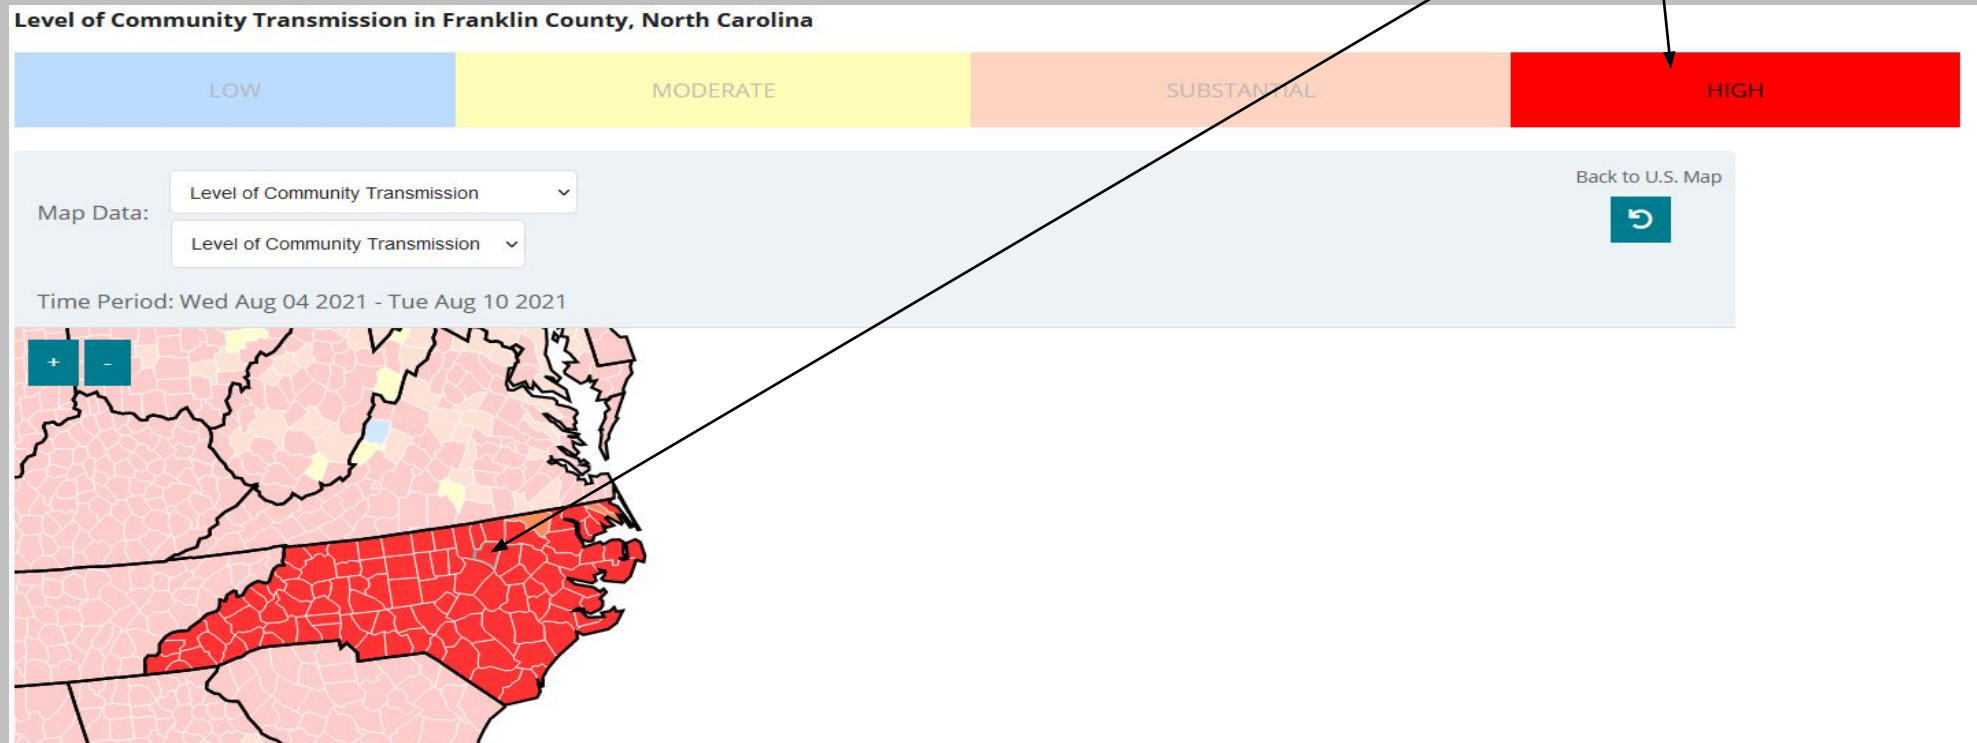 Level of Community Transmission in Franklin County, North Carolina
LOW MODERATE SUBSTANTIAL HIGH
Back to U.S. Map
Map Data:
Level of Community Transmission
Level of Community Transmission
Time Period: Wed Aug 04 2021 - Tue Aug 10 2021
+ -